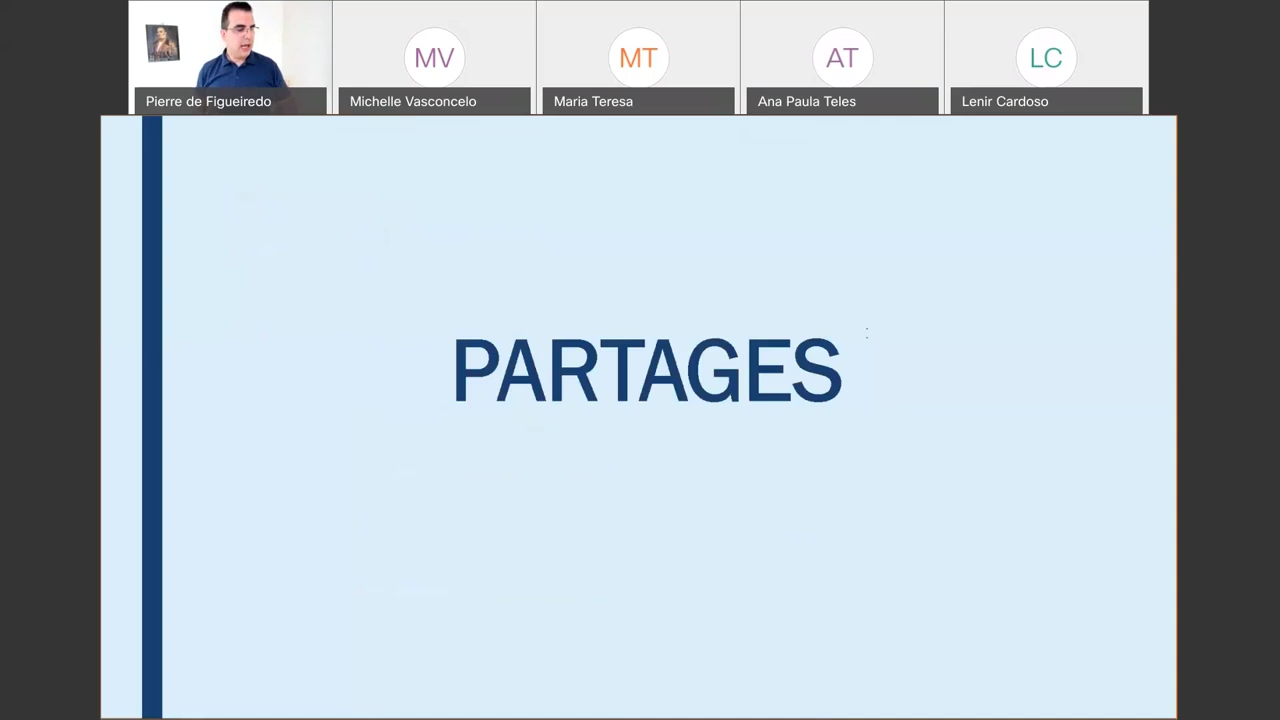 MV
MT
AT
LC
Pierre de Figueiredo
Michelle Vasconcelo
Maria Teresa
Ana Paula Teles
Lenir Cardoso
PARTAGES